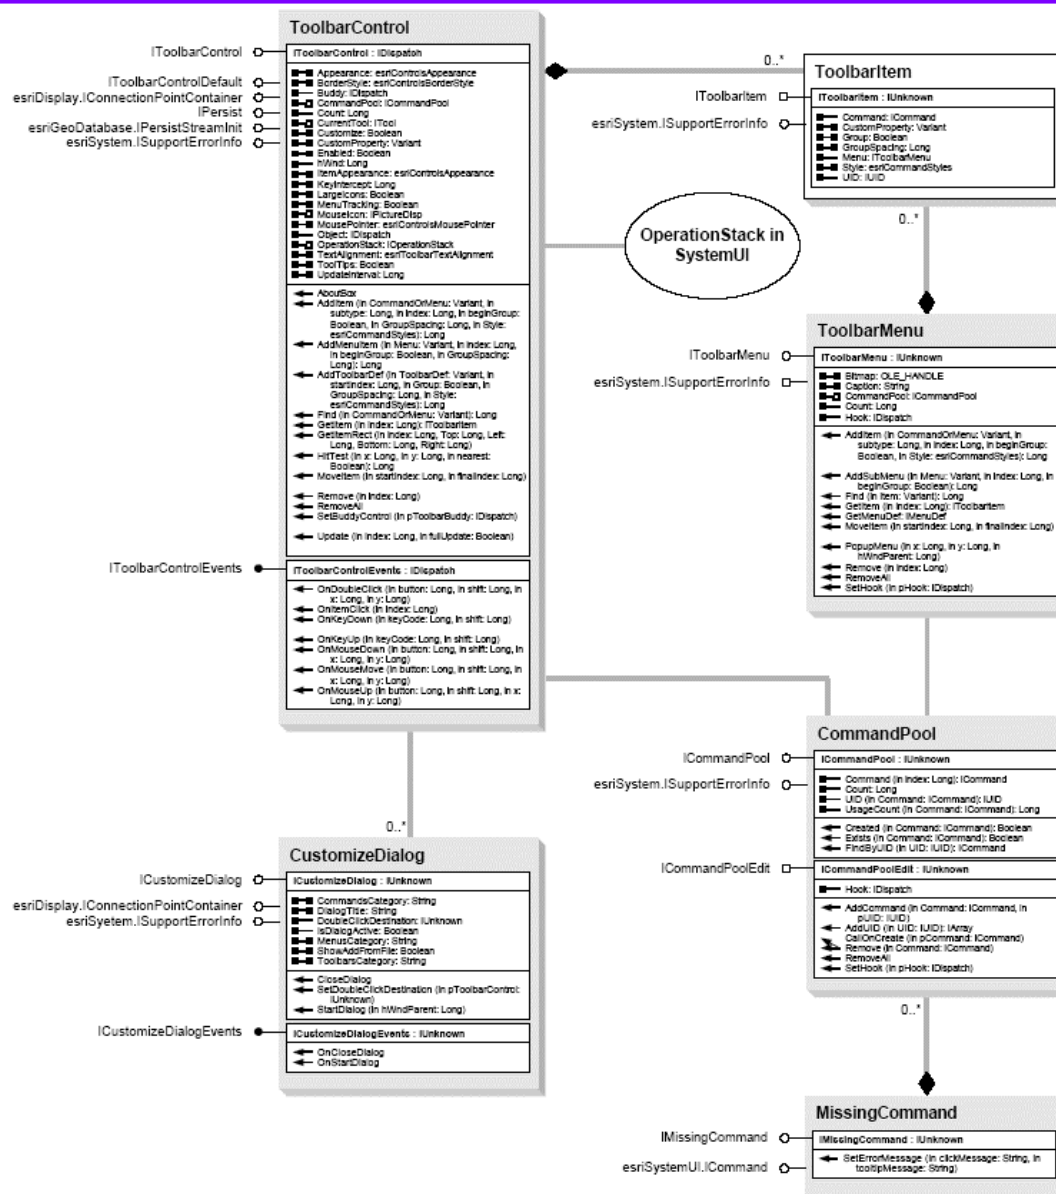 ToolbarControl
IToolbarControl
IToolbarControl : IDispatch
IToolbarControlDefault
esriDisplay.IConnectionPointContainer
IPersist
esriGeoDatabase.IPersistStreamInit
esriSystem.ISupportErrorInfo
Appearance: esriControlsAppearance
BorderStyle: esriControlsBorderStyle
Buddy: IDispatch
CommandPool: ICommandPool
Count: Long
CurrentTool: ITool
Customize: Boolean
CustomProperty: Variant
Enabled: Boolean
hWnd: Long
ItemAppearance: esriControlsAppearance
KeyIntercept: Long
LargeIcons: Boolean
MenuTracking: Boolean
MouseIcon: IPictureDisp
MousePointer: esriControlsMousePointer
Object: IDispatch
OperationStack: IOperationStack
TextAlignment: esriToolbarTextAlignment
ToolTips: Boolean
UpdateInterval: Long
AboutBox
AddItem (in CommandOrMenu: Variant, in
subtype: Long, in Index: Long, in beginGroup:
Boolean, in GroupSpacing: Long, in Style:
esriCommandStyles): Long
AddMenuItem (in Menu: Variant, in Index: Long,
in beginGroup: Boolean, in GroupSpacing:
Long): Long
AddToolbarDef (in ToolbarDef: Variant, in
startIndex: Long, in Group: Boolean, in
GroupSpacing: Long, in Style:
esriCommandStyles): Long
Find (in CommandOrMenu: Variant): Long
GetItem (in Index: Long): IToolbarItem
GetItemRect (in Index: Long, Top: Long, Left:
Long, Bottom: Long, Right: Long)
HitTest (in x: Long, in y: Long, in nearest:
Boolean): Long
MoveItem (in startIndex: Long, in finalIndex: Long)
Remove (in Index: Long)
RemoveAll
SetBuddyControl (in pToolbarBuddy: IDispatch)
Update (in Index: Long, in fullUpdate: Boolean)
IToolbarControlEvents
IToolbarControlEvents : IDispatch
OnDoubleClick (in button: Long, in shift: Long, in
x: Long, in y: Long)
OnItemClick (in Index: Long)
OnKeyDown (in keyCode: Long, in shift: Long)
OnKeyUp (in keyCode: Long, in shift: Long)
OnMouseDown (in button: Long, in shift: Long, in
x: Long, in y: Long)
OnMouseMove (in button: Long, in shift: Long, in
x: Long, in y: Long)
OnMouseUp (in button: Long, in shift: Long, in x:
Long, in y: Long)
0..*
CustomizeDialog
ICustomizeDialog
ICustomizeDialog : IUnknown
esriDisplay.IConnectionPointContainer
esriSyetem.ISupportErrorInfo
CommandsCategory: String
DialogTitle: String
DoubleClickDestination: IUnknown
IsDialogActive: Boolean
MenusCategory: String
ShowAddFromFile: Boolean
ToolbarsCategory: String
CloseDialog
SetDoubleClickDestination (in pToolbarControl:
IUnknown)
StartDialog (in hWndParent: Long)
ICustomizeDialogEvents
ICustomizeDialogEvents : IUnknown
OnCloseDialog
OnStartDialog
0..*
ToolbarItem
IToolbarItem
IToolbarItem : IUnknown
esriSystem.ISupportErrorInfo
Command: ICommand
CustomProperty: Variant
Group: Boolean
GroupSpacing: Long
Menu: IToolbarMenu
Style: esriCommandStyles
UID: IUID
OperationStack in
SystemUI
0..*
ToolbarMenu
IToolbarMenu
IToolbarMenu : IUnknown
esriSystem.ISupportErrorInfo
Bitmap: OLE_HANDLE
Caption: String
CommandPool: ICommandPool
Count: Long
Hook: IDispatch
AddItem (in CommandOrMenu: Variant, in
subtype: Long, in Index: Long, in beginGroup:
Boolean, in Style: esriCommandStyles): Long
AddSubMenu (in Menu: Variant, in Index: Long, in
beginGroup: Boolean): Long
Find (in Item: Variant): Long
GetItem (in Index: Long): IToolbarItem
GetMenuDef: IMenuDef
MoveItem (in startIndex: Long, in finalIndex: Long)
PopupMenu (in x: Long, in y: Long, in
hWndParent: Long)
Remove (in Index: Long)
RemoveAll
SetHook (in pHook: IDispatch)
CommandPool
ICommandPool
ICommandPool : IUnknown
esriSystem.ISupportErrorInfo
Command (in Index: Long): ICommand
Count: Long
UID (in Command: ICommand): IUID
UsageCount (in Command: ICommand): Long
Created (in Command: ICommand): Boolean
Exists (in Command: ICommand): Boolean
FindByUID (in UID: IUID): ICommand
ICommandPoolEdit
ICommandPoolEdit : IUnknown
Hook: IDispatch
AddCommand (in Command: ICommand, in
pUID: IUID)
AddUID (in UID: IUID): IArray
CallOnCreate (in pCommand: ICommand)
Remove (in Command: ICommand)
RemoveAll
SetHook (in pHook: IDispatch)
0..*
MissingCommand
IMissingCommand
IMissingCommand : IUnknown
esriSystemUI.ICommand
SetErrorMessage (in clickMessage: String, in
tooltipMessage: String)